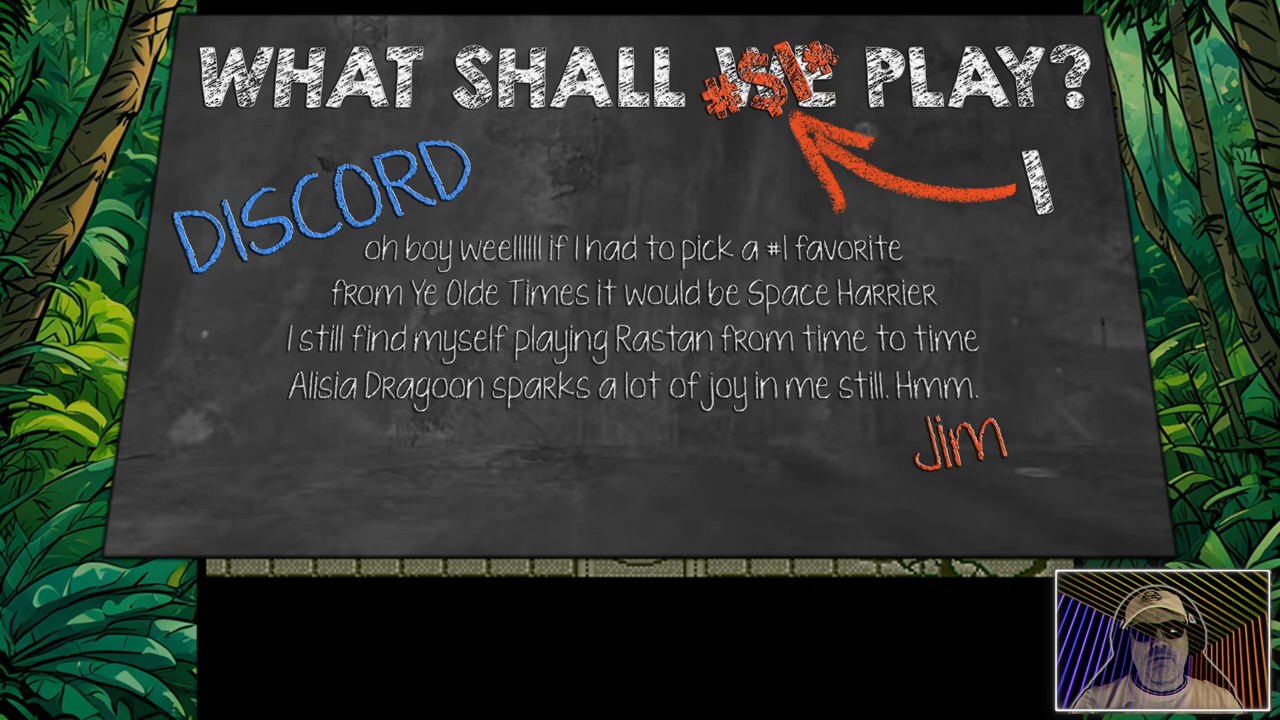 WHAT SHALL WE PLAY?
#$!*
I
DISCORD
oh boy weellllll if I had to pick a #1 favorite
from Ye Olde Times it would be Space Harrier
I still find myself playing Rastan from time to time
Alisia Dragoon sparks a lot of joy in me still. Hmm.
Jim